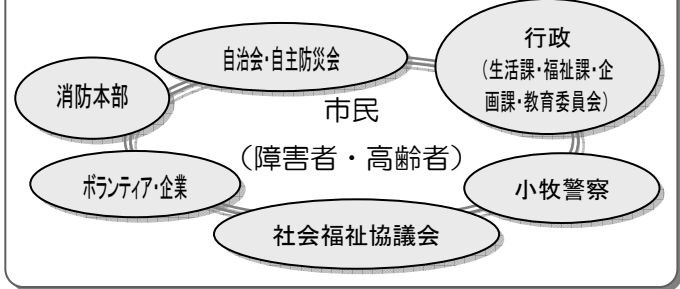 自治会・自主防災会
行政
(生活課・福祉課・企
画課・教育委員会)
消防本部
市民
(障害者・高齢者)
ボランティア・企業
小牧警察
社会福祉協議会